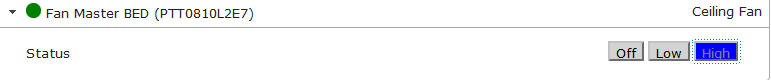 Fan Master BED (PTT0810L2E7) Ceiling Fan
Status Off Low High